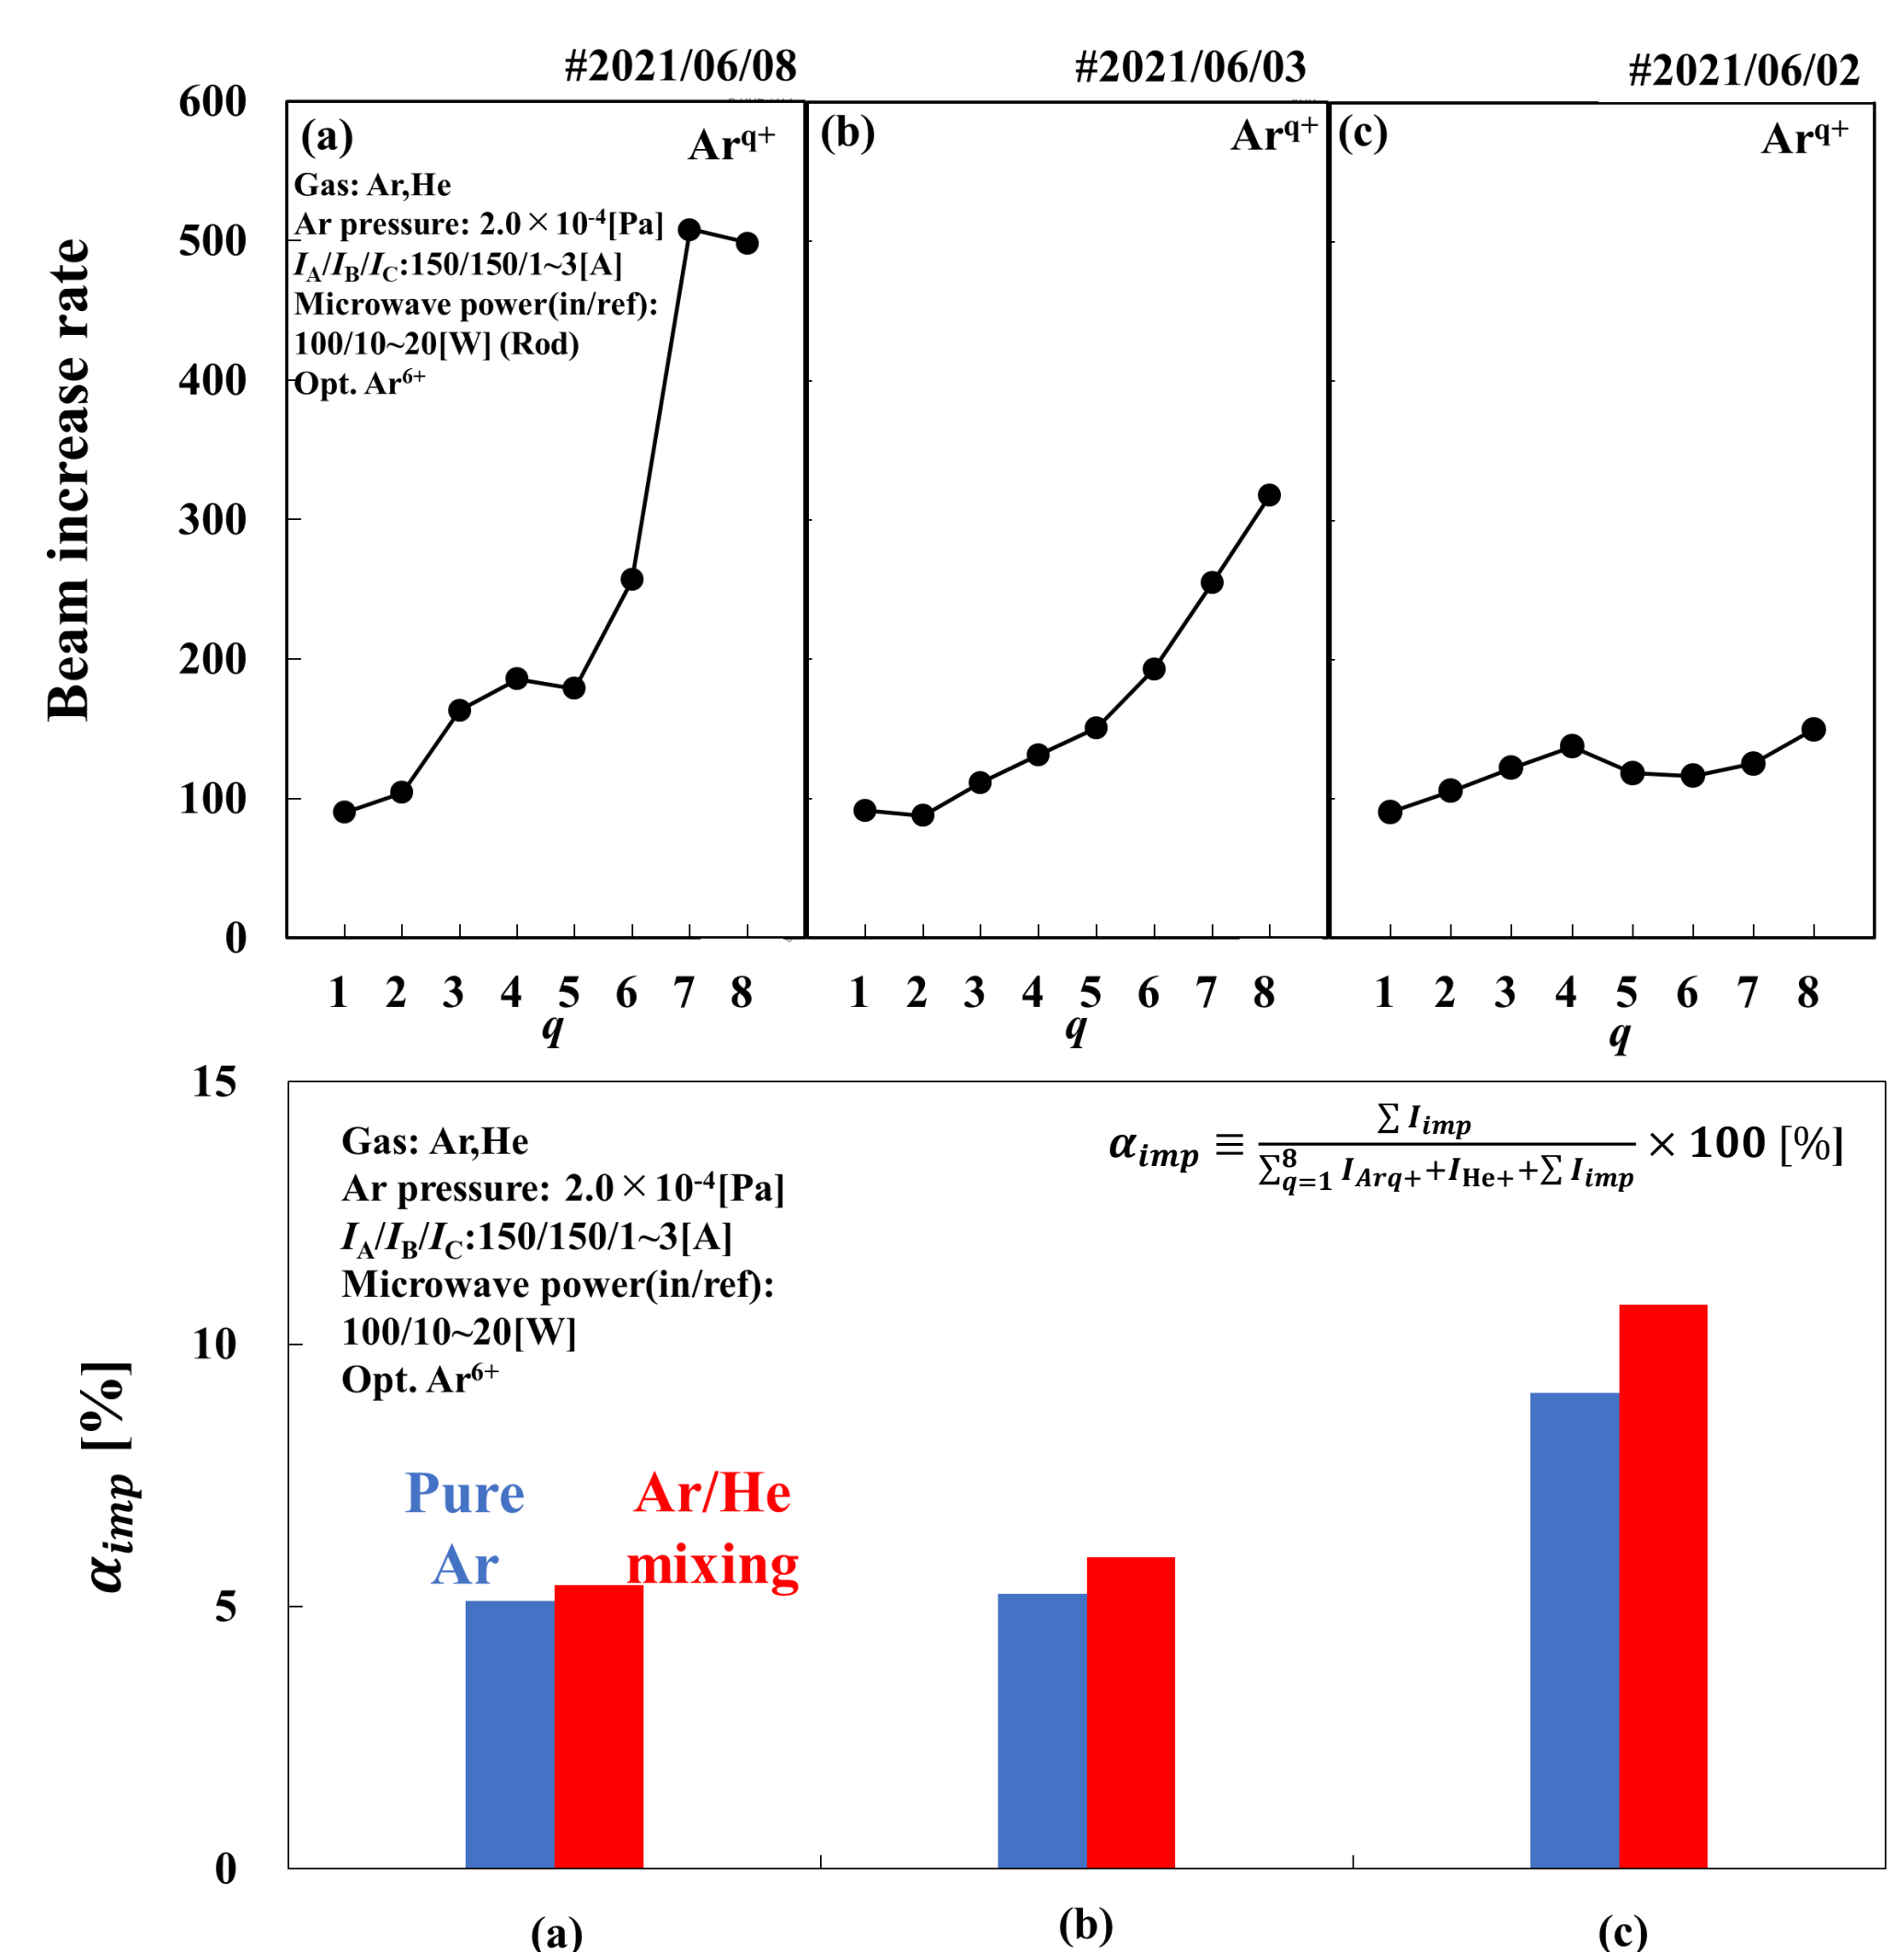 #2021/06/08
#2021/06/03
#2021/06/02
Beam increase rate
600
500
400
300
200
100
0
(a)
Ar^q+
Gas: Ar,He
Ar pressure: 2.0×10^-4[Pa]
I_A/I_B/I_C:150/150/1~3[A]
Microwave power(in/ref):
100/10~20[W] (Rod)
Opt. Ar^6+
(b)
Ar^q+
(c)
Ar^q+
1 2 3 4 5 6 7 8
q
1 2 3 4 5 6 7 8
q
1 2 3 4 5 6 7 8
q
α_imp [%]
15
10
5
0
Gas: Ar,He
Ar pressure: 2.0×10^-4[Pa]
I_A/I_B/I_C:150/150/1~3[A]
Microwave power(in/ref):
100/10~20[W]
Opt. Ar^6+
α_imp ≡ ∑ I_imp / (∑_{q=1}^{8} I_Arq+ + I_He+ + ∑ I_imp) × 100 [%]
Pure
Ar
Ar/He
mixing
(a)
(b)
(c)